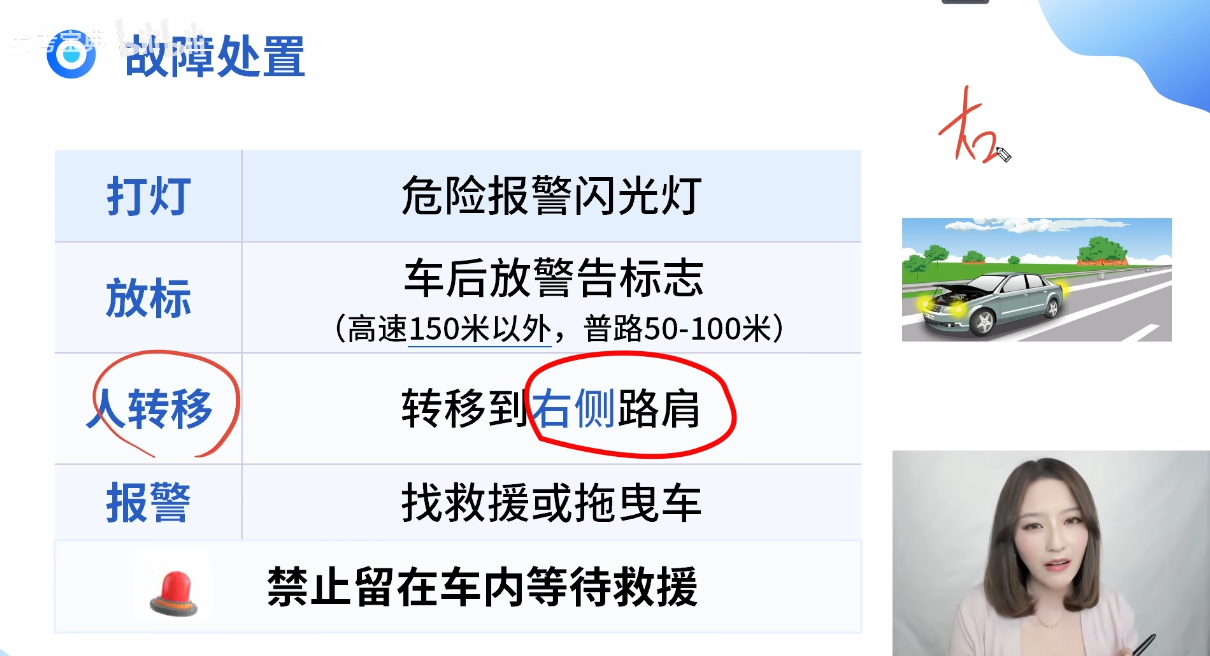 故障处置
打灯
危险报警闪光灯
放标
车后放警告标志
（高速150米以外，普路50-100米）
人转移
转移到右侧路肩
报警
找救援或拖曳车
禁止留在车内等待救援